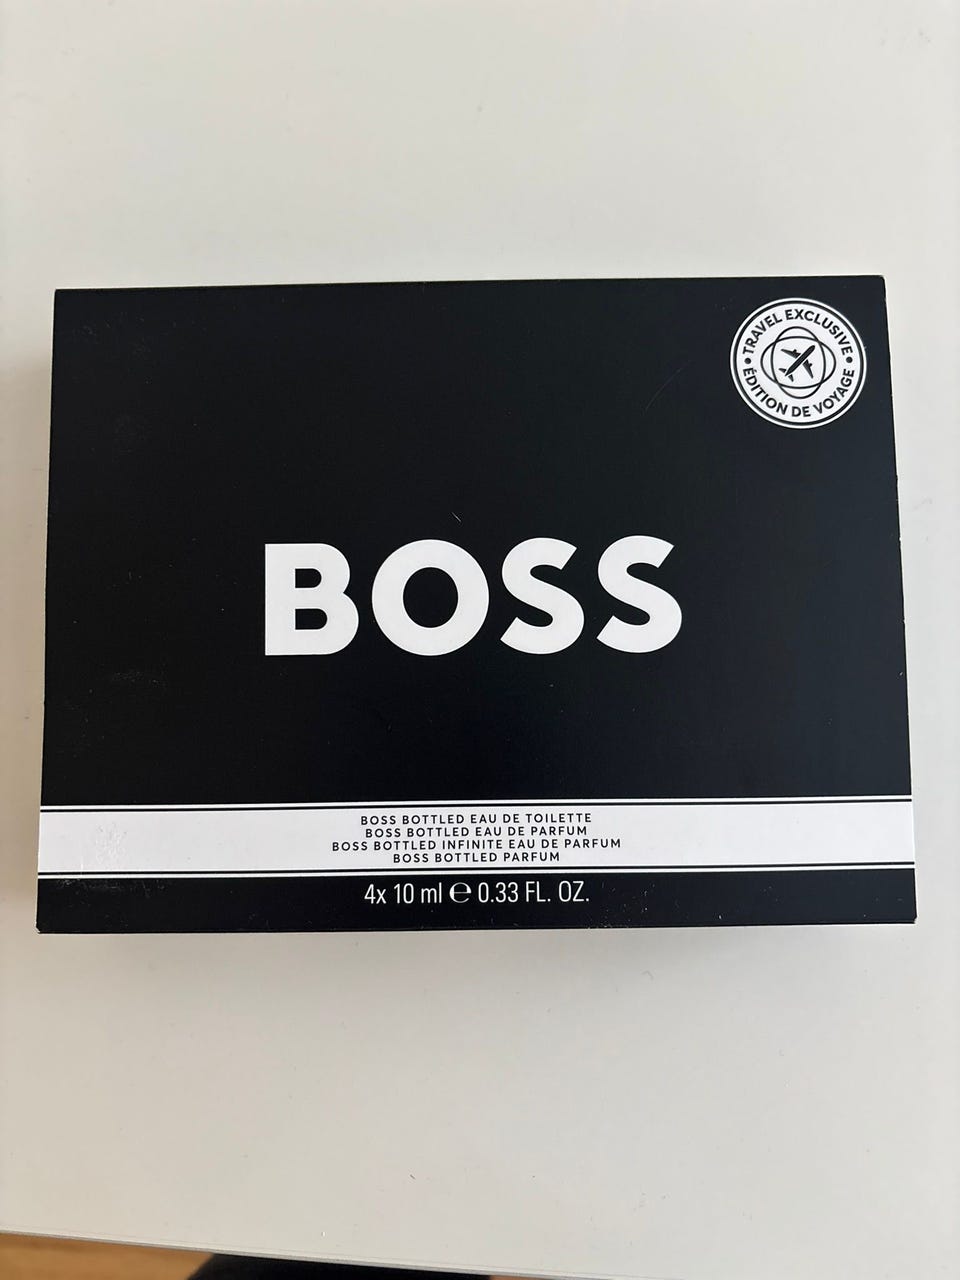 TRAVEL EXCLUSIVE
ÉDITION DE VOYAGE
BOSS
BOSS BOTTLED EAU DE TOILETTE
BOSS BOTTLED EAU DE PARFUM
BOSS BOTTLED INFINITE EAU DE PARFUM
BOSS BOTTLED PARFUM
4x 10 ml ℮ 0.33 FL. OZ.